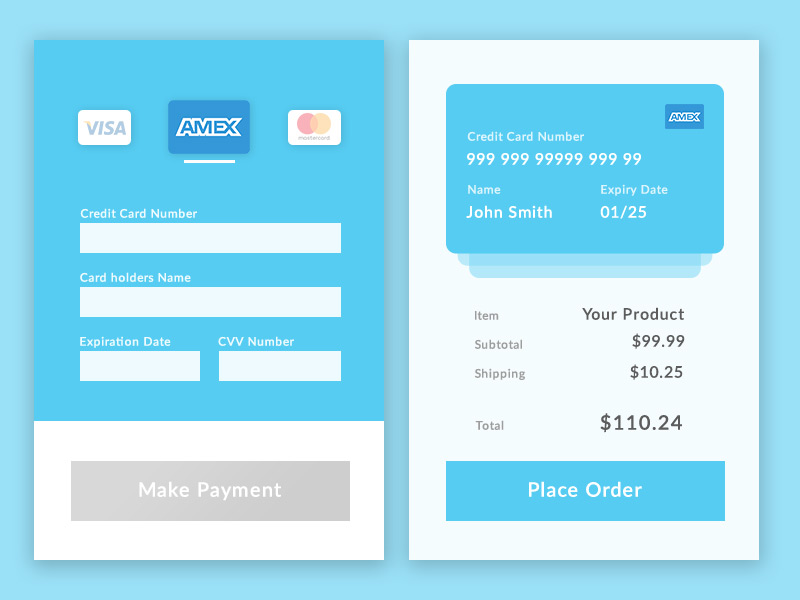 VISA
AMEX
mastercard
Credit Card Number
Card holders Name
Expiration Date
CVV Number
Make Payment
AMEX
Credit Card Number
999 999 99999 999 99
Name
Expiry Date
John Smith
01/25
Item
Your Product
Subtotal
$99.99
Shipping
$10.25
Total
$110.24
Place Order